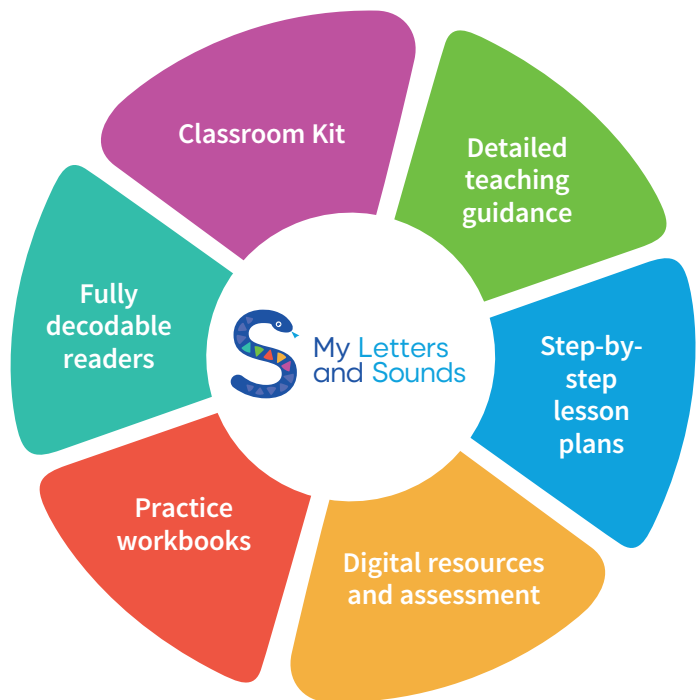 Classroom Kit
Detailed
teaching
guidance
Step-by-
step
lesson
plans
Digital resources
and assessment
Practice
workbooks
Fully
decodable
readers
My Letters
and Sounds